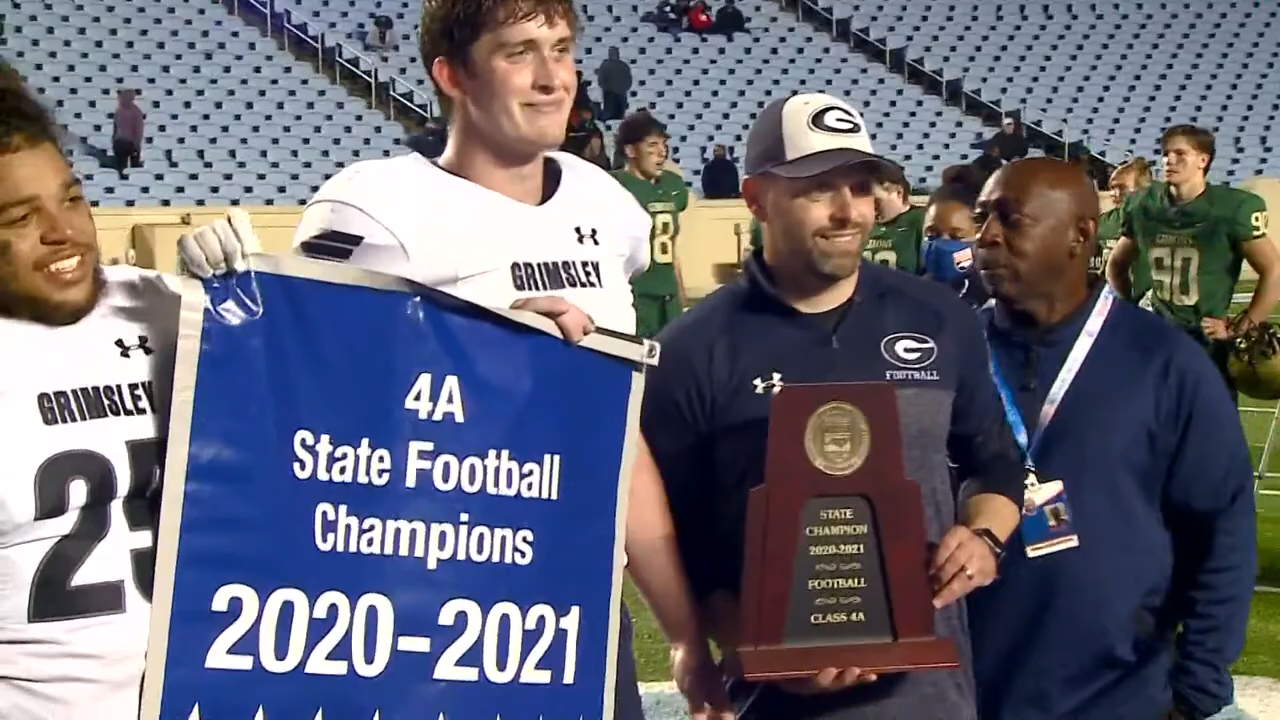 GRIMSLEY
25
4A
State Football
Champions
2020-2021
GRIMSLEY
G
G
FOOTBALL
STATE
CHAMPION
2020-2021
FOOTBALL
CLASS 4A
8
90
90